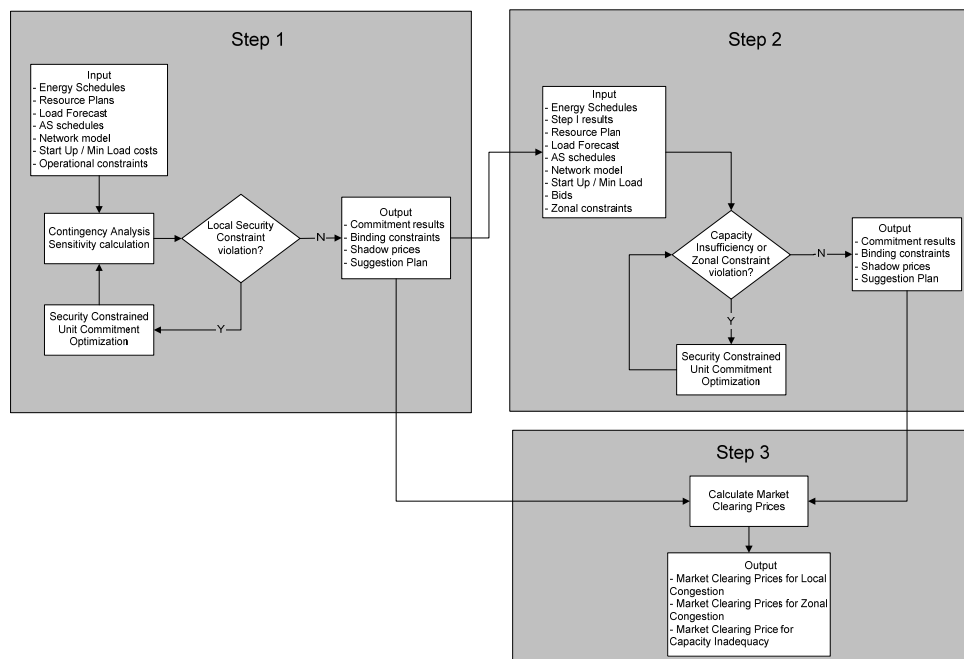 Step 1
Input
- Energy Schedules
- Resource Plans
- Load Forecast
- AS schedules
- Network model
- Start Up / Min Load costs
- Operational constraints
Contingency Analysis
Sensitivity calculation
Local Security
Constraint
violation?
N
Y
Output
- Commitment results
- Binding constraints
- Shadow prices
- Suggestion Plan
Security Constrained
Unit Commitment
Optimization
Step 2
Input
- Energy Schedules
- Step I results
- Resource Plan
- Load Forecast
- AS schedules
- Network model
- Start Up / Min Load
- Bids
- Zonal constraints
Capacity
Insufficiency or
Zonal Constraint
violation?
N
Y
Output
- Commitment results
- Binding constraints
- Shadow prices
- Suggestion Plan
Security Constrained
Unit Commitment
Optimization
Step 3
Calculate Market
Clearing Prices
Output
- Market Clearing Prices for Local
Congestion
- Market Clearing Prices for Zonal
Congestion
- Market Clearing Price for
Capacity Inadequacy